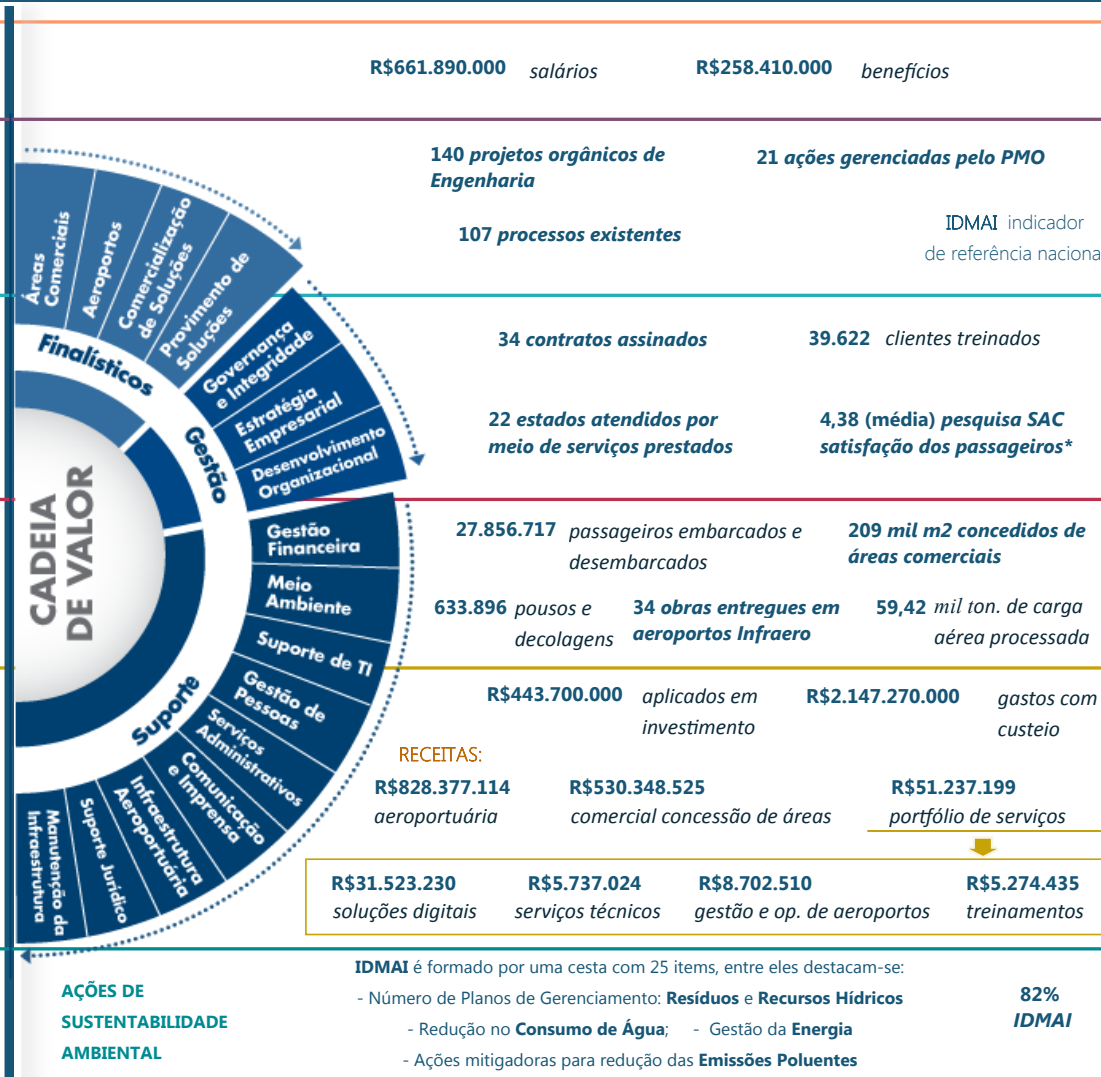 R$661.890.000 salários R$258.410.000 benefícios
140 projetos orgânicos de
Engenharia
21 ações gerenciadas pelo PMO
107 processos existentes
IDMAI indicador
de referência naciona
34 contratos assinados
39.622 clientes treinados
22 estados atendidos por
meio de serviços prestados
4,38 (média) pesquisa SAC
satisfação dos passageiros*
27.856.717 passageiros embarcados e
desembarcados
209 mil m2 concedidos de
áreas comerciais
633.896 pousos e
decolagens
34 obras entregues em
aeroportos Infraero
59,42 mil ton. de carga
aérea processada
R$443.700.000 aplicados em
investimento
R$2.147.270.000 gastos com
custeio
RECEITAS:
R$828.377.114
aeroportuária
R$530.348.525
comercial concessão de áreas
R$51.237.199
portfólio de serviços
R$31.523.230
soluções digitais
R$5.737.024
serviços técnicos
R$8.702.510
gestão e op. de aeroportos
R$5.274.435
treinamentos
CADEIA
DE VALOR
Finalísticos
Áreas
Comerciais
Aeroportos
Comercialização
de Soluções
Provimento de
Soluções
Gestão
Governança
e Integridade
Estratégia
Empresarial
Desenvolvimento
Organizacional
Suporte
Gestão
Financeira
Meio
Ambiente
Suporte de TI
Gestão de
Pessoas
Serviços
Administrativos
Comunicação
e Imprensa
Infraestrutura
Aeroportuária
Suporte Jurídico
Manutenção da
Infraestrutura
AÇÕES DE
SUSTENTABILIDADE
AMBIENTAL
IDMAI é formado por uma cesta com 25 items, entre eles destacam-se:
- Número de Planos de Gerenciamento: Resíduos e Recursos Hídricos
- Redução no Consumo de Água; - Gestão da Energia
- Ações mitigadoras para redução das Emissões Poluentes
82%
IDMAI